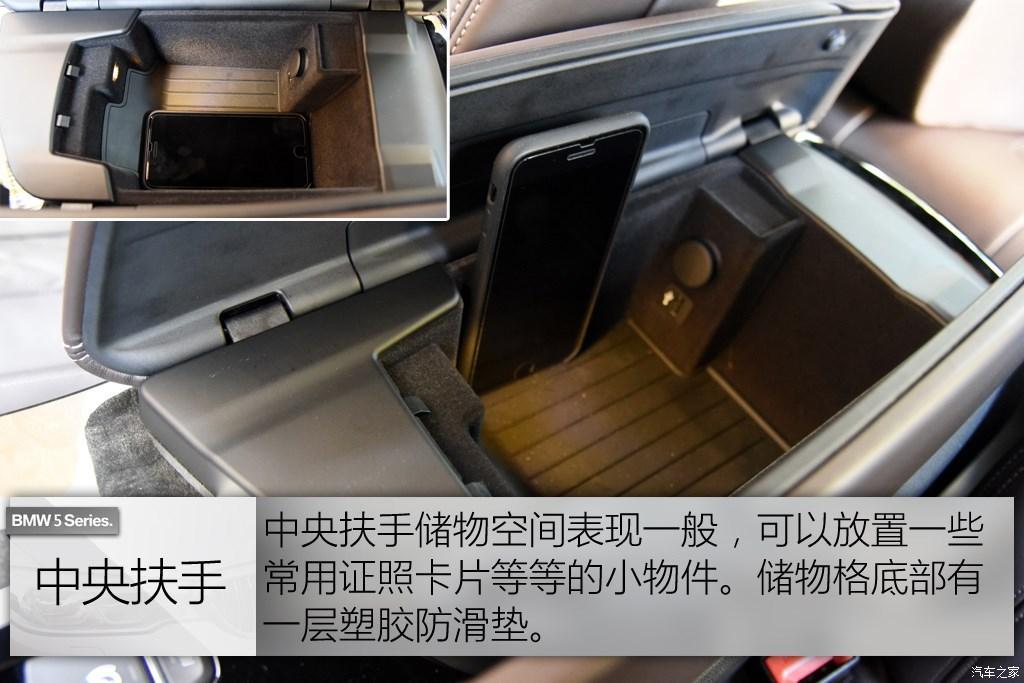 BMW 5 Series.
中央扶手
中央扶手储物空间表现一般，可以放置一些
常用证照卡片等等的小物件。储物格底部有
一层塑胶防滑垫。
汽车之家